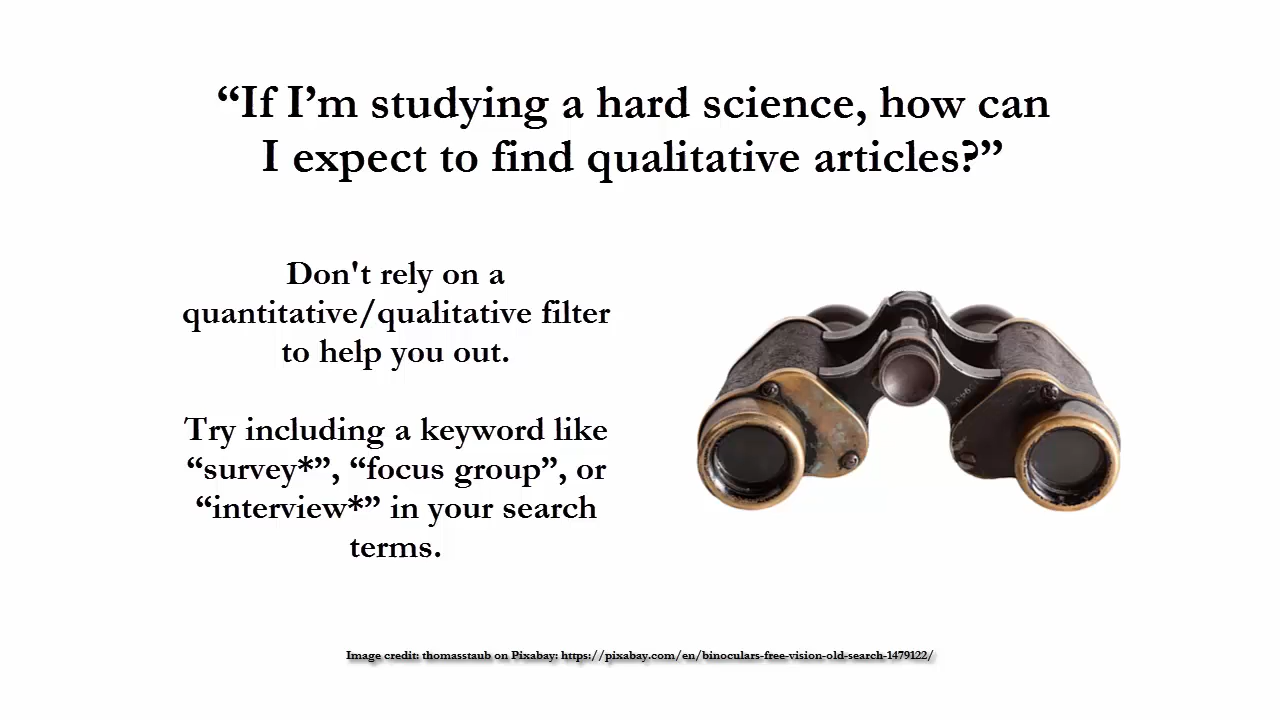 “If I’m studying a hard science, how can
I expect to find qualitative articles?”
Don't rely on a
quantitative/qualitative filter
to help you out.
Try including a keyword like
“survey*”, “focus group”, or
“interview*” in your search
terms.
Image credit: thomasstaub on Pixabay: https://pixabay.com/en/binoculars-free-vision-old-search-1479122/